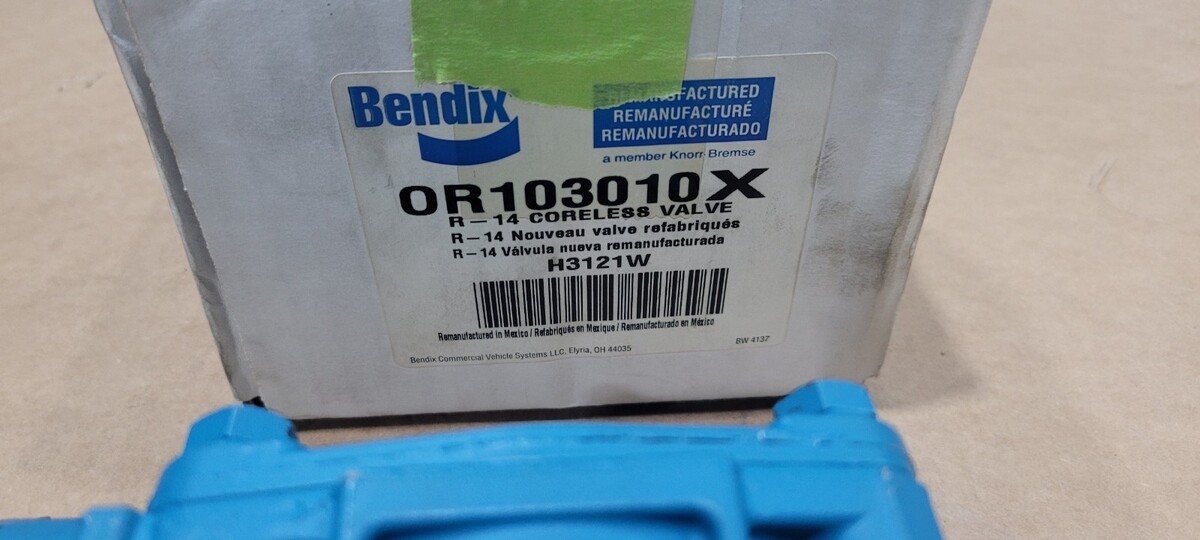 Bendix
REMANUFACTURED
REMANUFACTURÉ
REMANUFACTURADO
a member Knorr-Bremse
OR103010X
R-14 CORELESS VALVE
R-14 Nouveau valve refabriqués
R-14 Válvula nueva remanufacturada
H3121W
Remanufactured in Mexico / Refabriqués en Mexique / Remanufacturado en México
Bendix Commercial Vehicle Systems LLC, Elyria, OH 44035
BW 4137